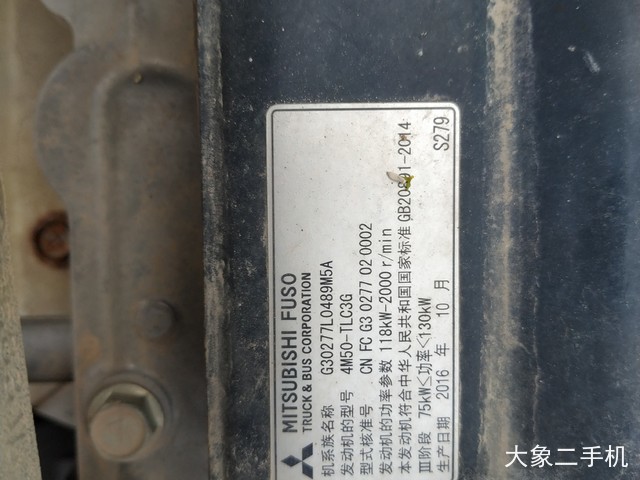 MITSUBISHI FUSO
TRUCK & BUS CORPORATION
机系族名称 G30277L0489M5A
发动机的型号 4M50-TLC3G
型式核准号 CN FC G3 0277 02 0002
发动机的功率参数 118kW-2000 r/min
本发动机符合中华人民共和国国家标准 GB20891-2014
III阶段 75kW≤功率<130kW
生产日期 2016 年 10 月 S279
大象二手机